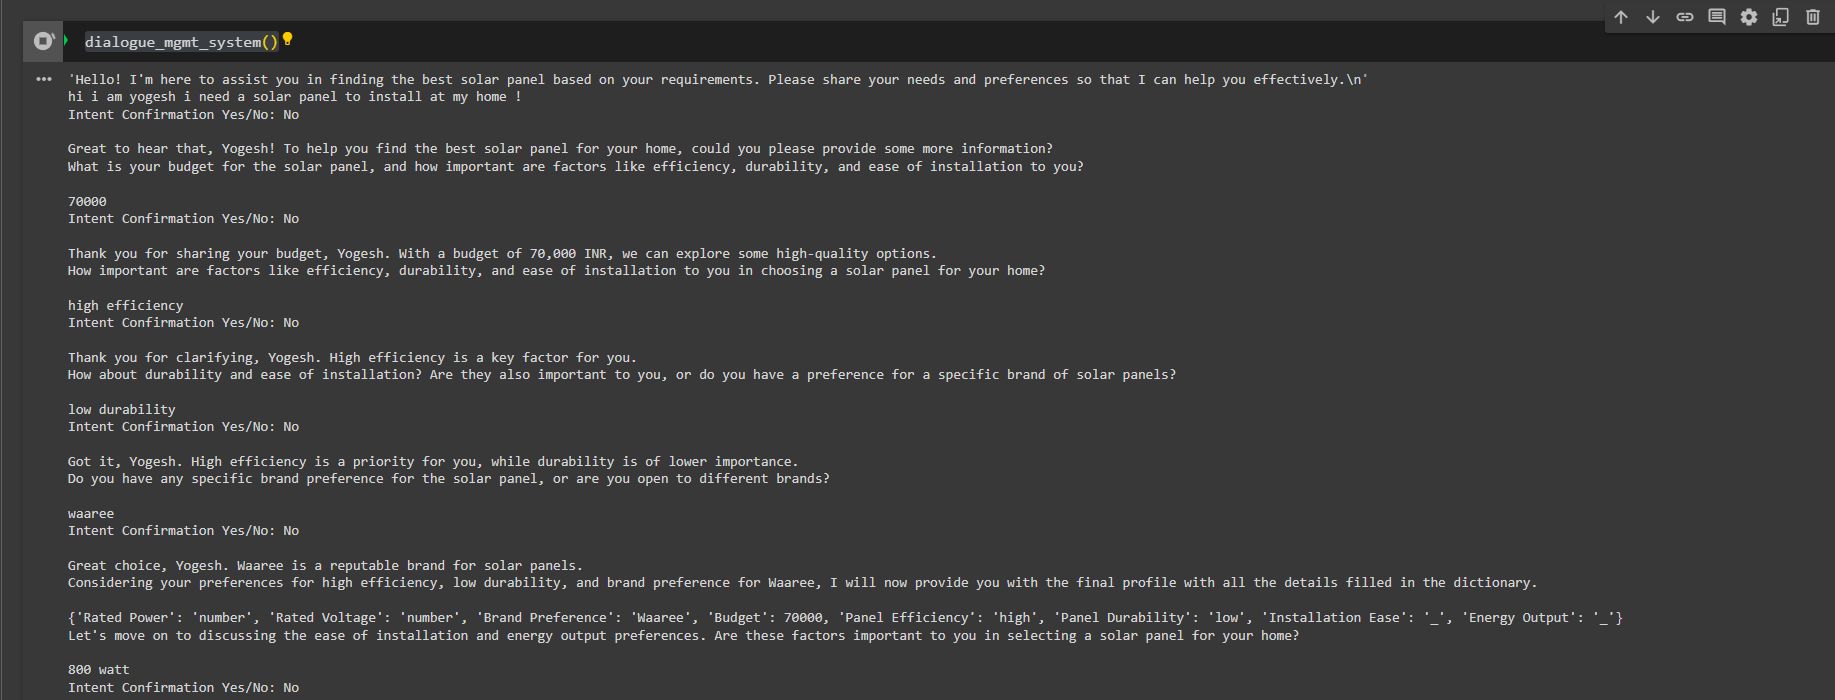 dialogue_mgmt_system()
'Hello! I'm here to assist you in finding the best solar panel based on your requirements. Please share your needs and preferences so that I can help you effectively.\n'
hi i am yogesh i need a solar panel to install at my home !
Intent Confirmation Yes/No: No
Great to hear that, Yogesh! To help you find the best solar panel for your home, could you please provide some more information?
What is your budget for the solar panel, and how important are factors like efficiency, durability, and ease of installation to you?
70000
Intent Confirmation Yes/No: No
Thank you for sharing your budget, Yogesh. With a budget of 70,000 INR, we can explore some high-quality options.
How important are factors like efficiency, durability, and ease of installation to you in choosing a solar panel for your home?
high efficiency
Intent Confirmation Yes/No: No
Thank you for clarifying, Yogesh. High efficiency is a key factor for you.
How about durability and ease of installation? Are they also important to you, or do you have a preference for a specific brand of solar panels?
low durability
Intent Confirmation Yes/No: No
Got it, Yogesh. High efficiency is a priority for you, while durability is of lower importance.
Do you have any specific brand preference for the solar panel, or are you open to different brands?
waaree
Intent Confirmation Yes/No: No
Great choice, Yogesh. Waaree is a reputable brand for solar panels.
Considering your preferences for high efficiency, low durability, and brand preference for Waaree, I will now provide you with the final profile with all the details filled in the dictionary.
{'Rated Power': 'number', 'Rated Voltage': 'number', 'Brand Preference': 'Waaree', 'Budget': 70000, 'Panel Efficiency': 'high', 'Panel Durability': 'low', 'Installation Ease': '_', 'Energy Output': '_'}
Let's move on to discussing the ease of installation and energy output preferences. Are these factors important to you in selecting a solar panel for your home?
800 watt
Intent Confirmation Yes/No: No